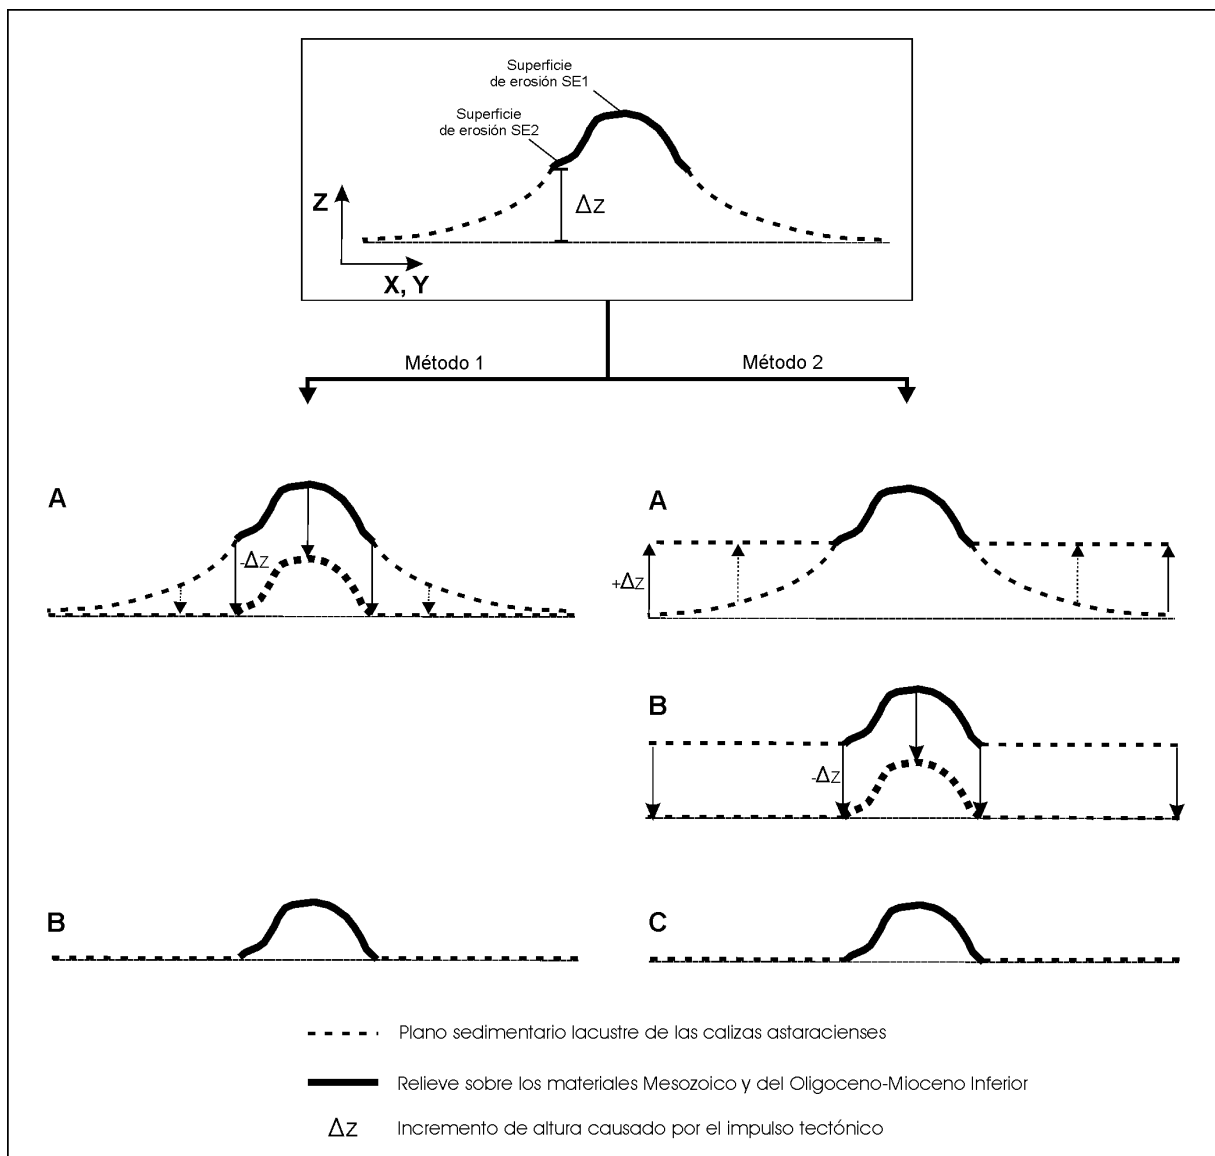 Superficie
de erosión SE1
Superficie
de erosión SE2
Z
ΔZ
X, Y
Método 1
Método 2
A
-ΔZ
A
+ΔZ
B
-ΔZ
B
C
Plano sedimentario lacustre de las calizas astaracienses
Relieve sobre los materiales Mesozoico y del Oligoceno-Mioceno Inferior
ΔZ Incremento de altura causado por el impulso tectónico